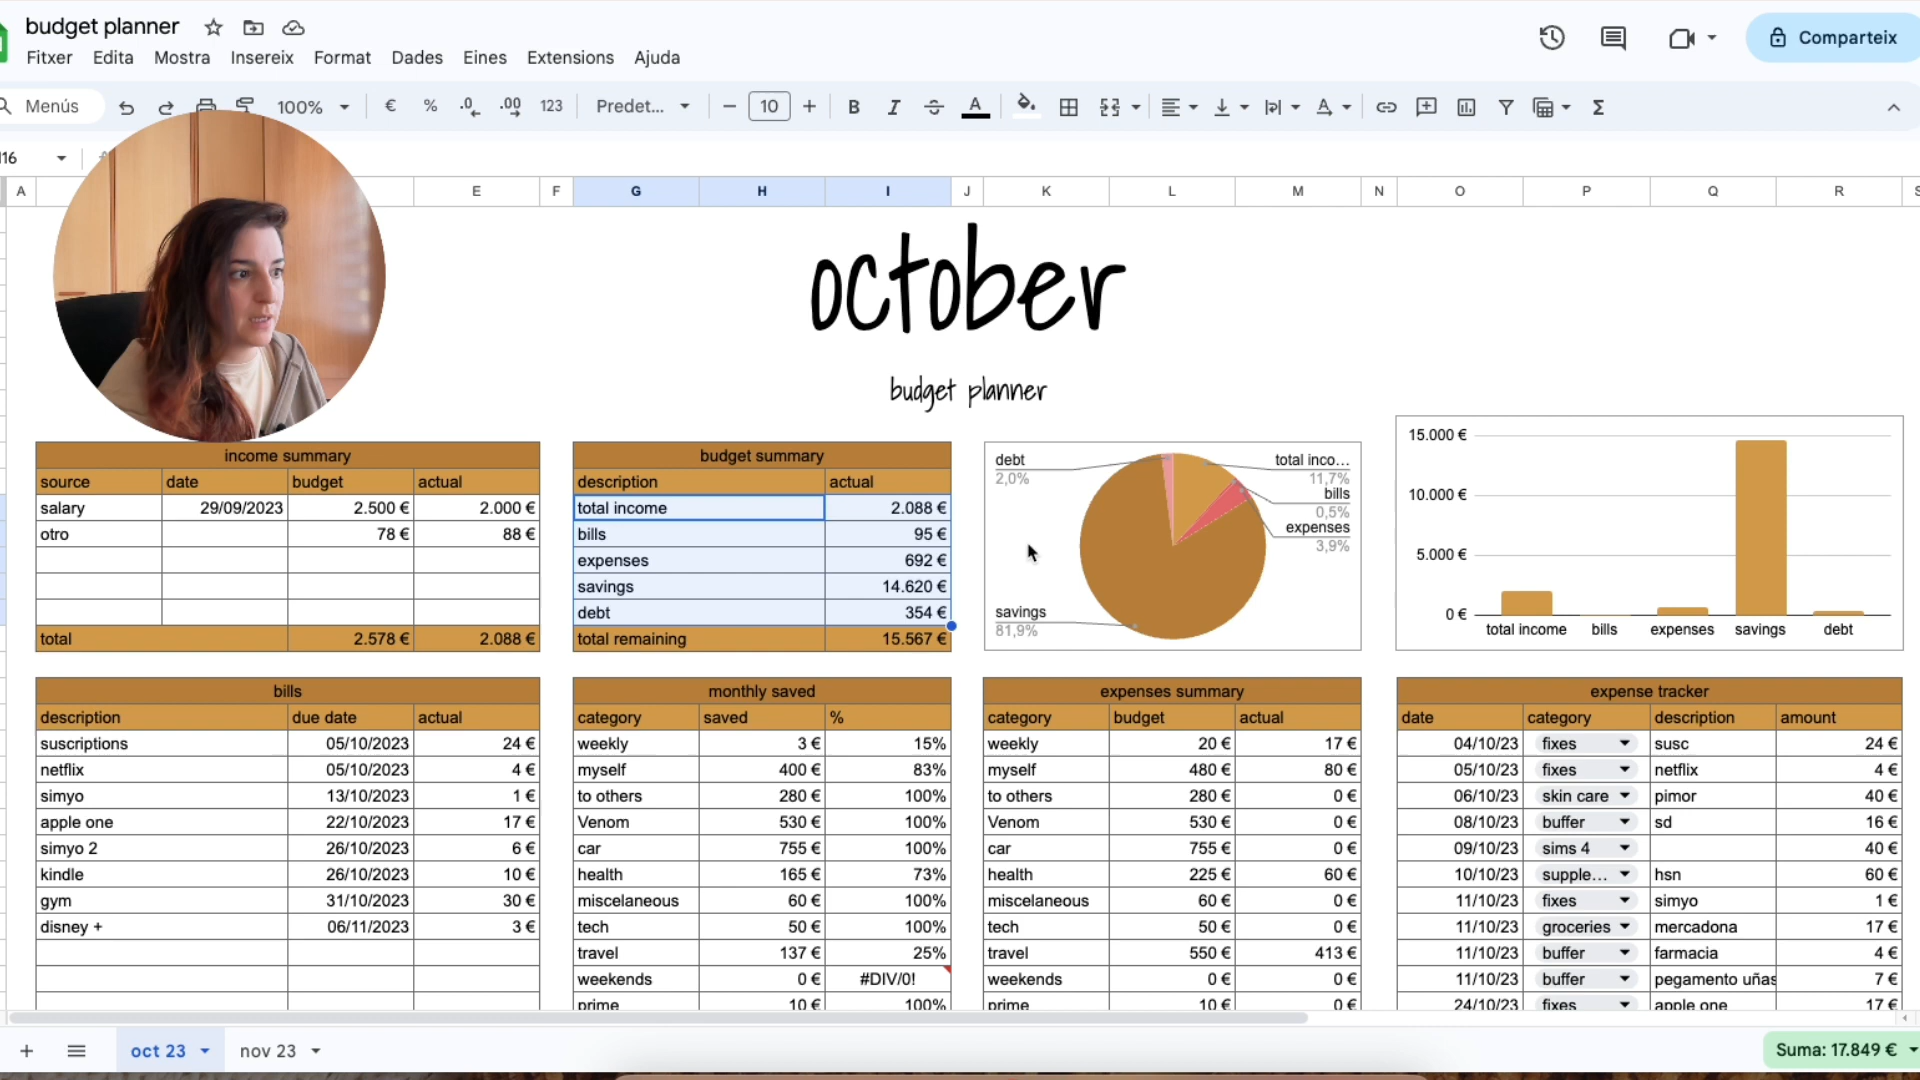 budget planner
Fitxer Edita Mostra Insereix Format Dades Eines Extensions Ajuda
Comparteix
Menús 100% € % .0 .00 123 Predet... 10 B I A
A E F G H I J K L M N O P Q R
october
budget planner
income summary
source date budget actual
salary 29/09/2023 2.500 € 2.000 €
otro 78 € 88 €
total 2.578 € 2.088 €
budget summary
description actual
total income 2.088 €
bills 95 €
expenses 692 €
savings 14.620 €
debt 354 €
total remaining 15.567 €
debt
2,0%
total inco...
11,7%
bills
0,5%
expenses
3,9%
savings
81,9%
15.000 €
10.000 €
5.000 €
0 €
total income bills expenses savings debt
bills
description due date actual
suscriptions 05/10/2023 24 €
netflix 05/10/2023 4 €
simyo 13/10/2023 1 €
apple one 22/10/2023 17 €
simyo 2 26/10/2023 6 €
kindle 26/10/2023 10 €
gym 31/10/2023 30 €
disney + 06/11/2023 3 €
monthly saved
category saved %
weekly 3 € 15%
myself 400 € 83%
to others 280 € 100%
Venom 530 € 100%
car 755 € 100%
health 165 € 73%
miscelaneous 60 € 100%
tech 50 € 100%
travel 137 € 25%
weekends 0 € #DIV/0!
prime 10 € 100%
expenses summary
category budget actual
weekly 20 € 17 €
myself 480 € 80 €
to others 280 € 0 €
Venom 530 € 0 €
car 755 € 0 €
health 225 € 60 €
miscelaneous 60 € 0 €
tech 50 € 0 €
travel 550 € 413 €
weekends 0 € 0 €
prime 10 € 0 €
expense tracker
date category description amount
04/10/23 fixes susc 24 €
05/10/23 fixes netflix 4 €
06/10/23 skin care pimor 40 €
08/10/23 buffer sd 16 €
09/10/23 sims 4 40 €
10/10/23 supple... hsn 60 €
11/10/23 fixes simyo 1 €
11/10/23 groceries mercadona 17 €
11/10/23 buffer farmacia 4 €
11/10/23 buffer pegamento uñas 7 €
24/10/23 fixes apple one 17 €
oct 23 nov 23
Suma: 17.849 €